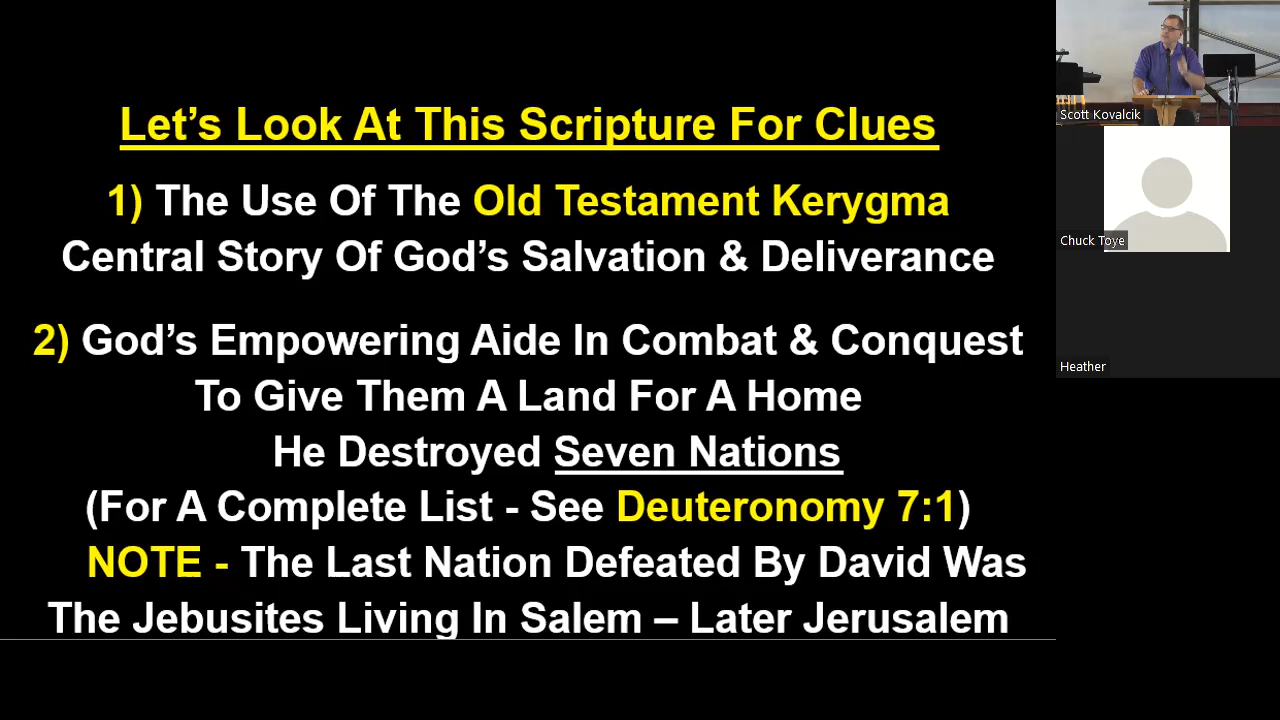 Let's Look At This Scripture For Clues
1) The Use Of The Old Testament Kerygma
Central Story Of God's Salvation & Deliverance
2) God's Empowering Aide In Combat & Conquest
To Give Them A Land For A Home
He Destroyed Seven Nations
(For A Complete List - See Deuteronomy 7:1)
NOTE - The Last Nation Defeated By David Was
The Jebusites Living In Salem – Later Jerusalem
Scott Kovalcik
Chuck Toye
Heather